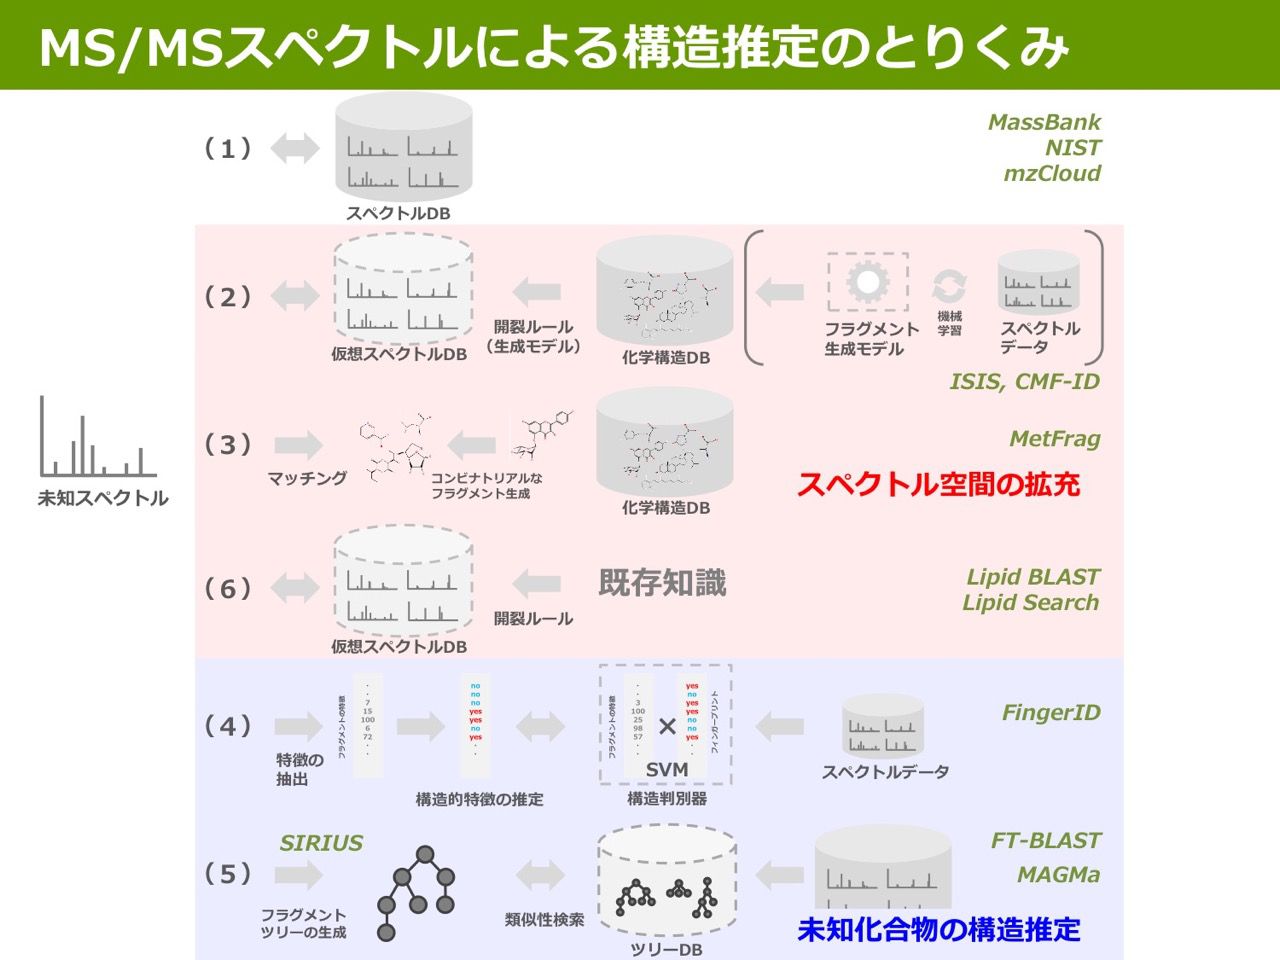 MS/MSスペクトルによる構造推定のとりくみ
未知スペクトル
（1）
スペクトルDB
MassBank
NIST
mzCloud
（2）
仮想スペクトルDB
開裂ルール
（生成モデル）
化学構造DB
フラグメント
生成モデル
機械
学習
スペクトル
データ
ISIS, CMF-ID
（3）
マッチング
コンビナトリアルな
フラグメント生成
化学構造DB
MetFrag
スペクトル空間の拡充
（6）
仮想スペクトルDB
開裂ルール
既存知識
Lipid BLAST
Lipid Search
（4）
特徴の
抽出
フラグメントの特徴
7
15
100
6
72
no
no
no
yes
yes
no
yes
構造的特徴の推定
フラグメントの特徴
3
100
25
98
57
×
yes
no
yes
yes
no
no
yes
フィンガープリント
SVM
構造判別器
スペクトルデータ
FingerID
（5）
SIRIUS
フラグメント
ツリーの生成
類似性検索
ツリーDB
FT-BLAST
MAGMa
未知化合物の構造推定